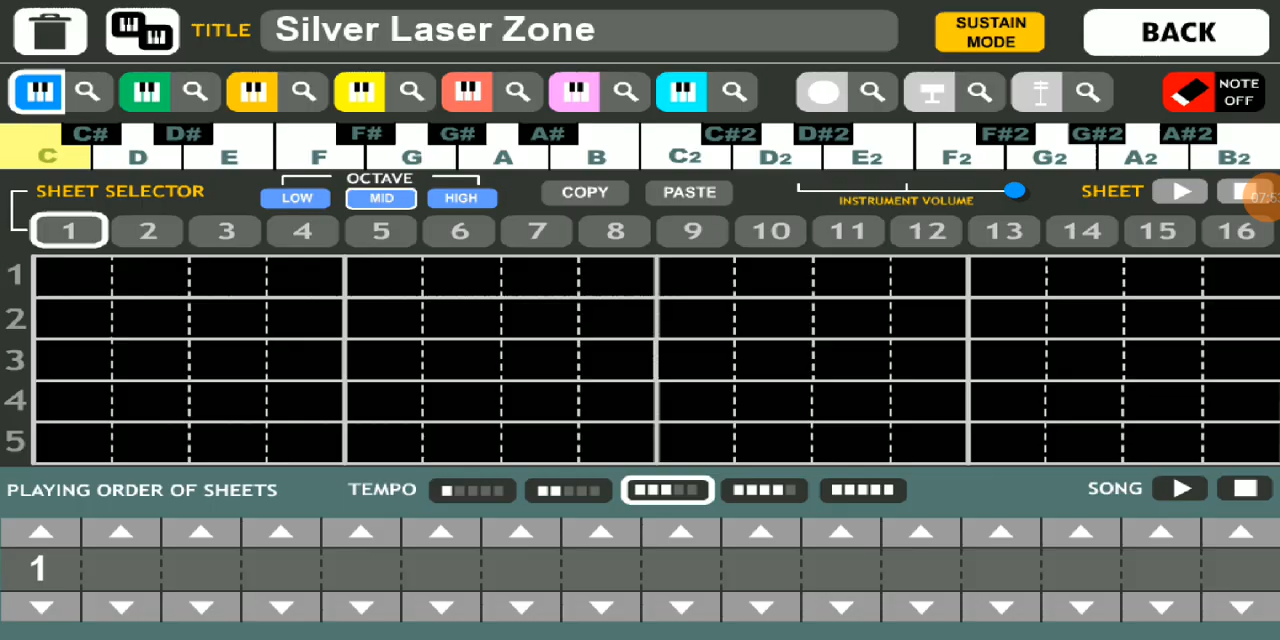 TITLE Silver Laser Zone SUSTAIN MODE BACK
NOTE OFF
C# D# F# G# A# C#2 D#2 F#2 G#2 A#2
C D E F G A B C2 D2 E2 F2 G2 A2 B2
SHEET SELECTOR OCTAVE LOW MID HIGH COPY PASTE INSTRUMENT VOLUME SHEET
1 2 3 4 5 6 7 8 9 10 11 12 13 14 15 16
1
2
3
4
5
PLAYING ORDER OF SHEETS TEMPO SONG
1